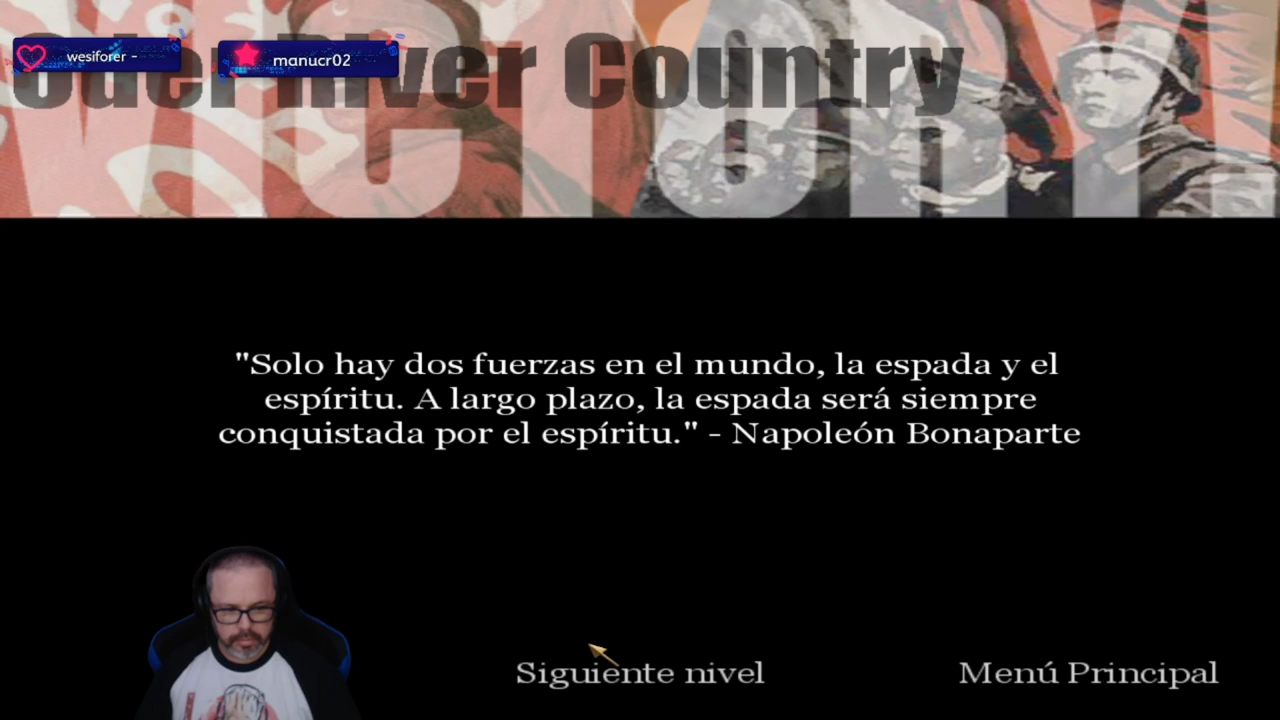 VICTORY
Oder River Country
wesiforer -
manucr02
"Solo hay dos fuerzas en el mundo, la espada y el
espíritu. A largo plazo, la espada será siempre
conquistada por el espíritu." - Napoleón Bonaparte
Siguiente nivel
Menú Principal